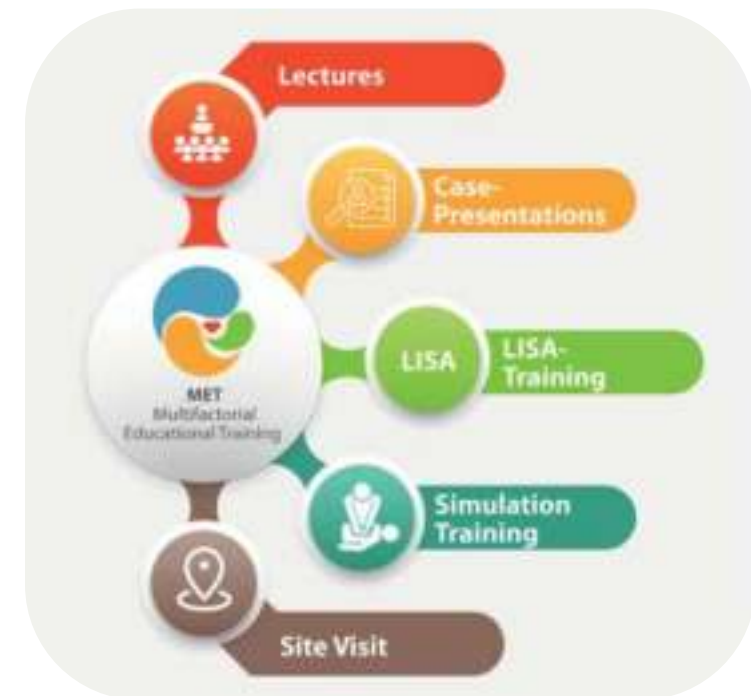 Lectures
Case-
Presentations
LISA
LISA-
Training
MET
Multifactorial
Educational Training
Simulation
Training
Site Visit